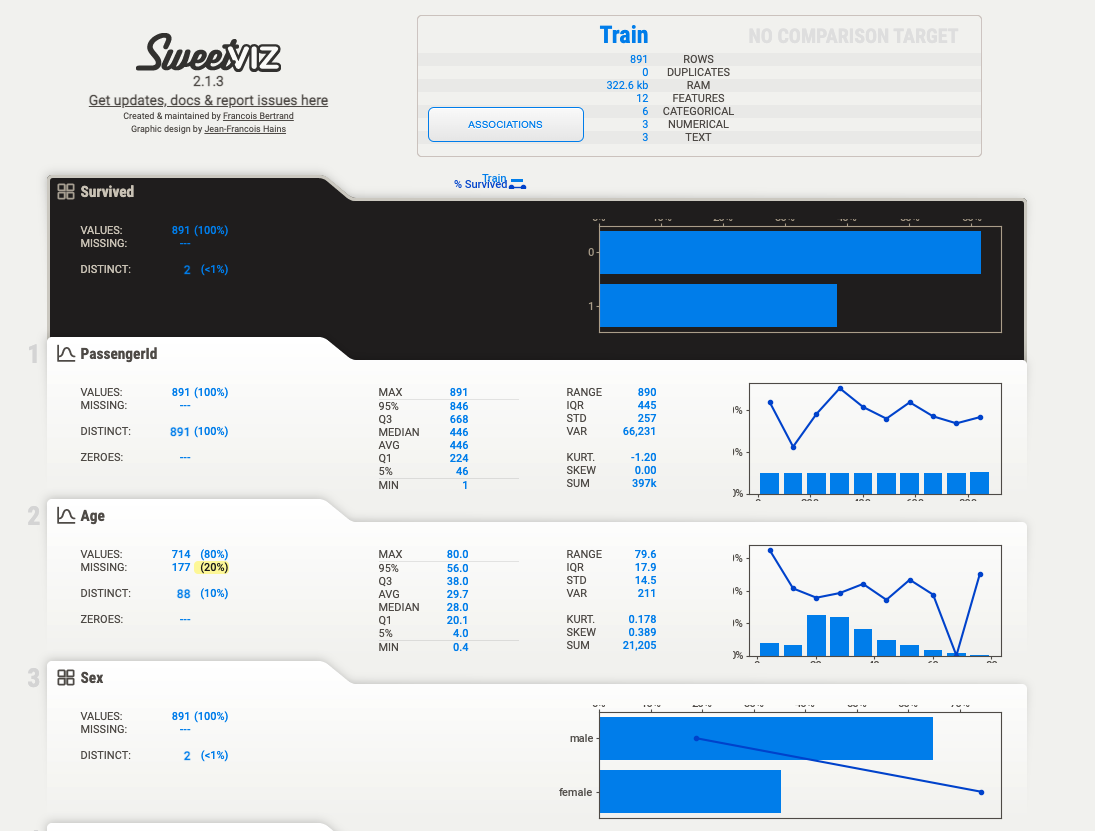 SweetVIZ
2.1.3
Get updates, docs & report issues here
Created & maintained by Francois Bertrand
Graphic design by Jean-Francois Hains
Train NO COMPARISON TARGET
891 ROWS
0 DUPLICATES
322.6 kb RAM
12 FEATURES
6 CATEGORICAL
3 NUMERICAL
3 TEXT
ASSOCIATIONS
Train
% Survived
Survived
VALUES: 891 (100%)
MISSING: ---
DISTINCT: 2 (<1%)
0
1
1
PassengerId
VALUES: 891 (100%)
MISSING: ---
DISTINCT: 891 (100%)
ZEROES: ---
MAX 891
95% 846
Q3 668
MEDIAN 446
AVG 446
Q1 224
5% 46
MIN 1
RANGE 890
IQR 445
STD 257
VAR 66,231
KURT. -1.20
SKEW 0.00
SUM 397k
2
Age
VALUES: 714 (80%)
MISSING: 177 (20%)
DISTINCT: 88 (10%)
ZEROES: ---
MAX 80.0
95% 56.0
Q3 38.0
AVG 29.7
MEDIAN 28.0
Q1 20.1
5% 4.0
MIN 0.4
RANGE 79.6
IQR 17.9
STD 14.5
VAR 211
KURT. 0.178
SKEW 0.389
SUM 21,205
3
Sex
VALUES: 891 (100%)
MISSING: ---
DISTINCT: 2 (<1%)
male
female